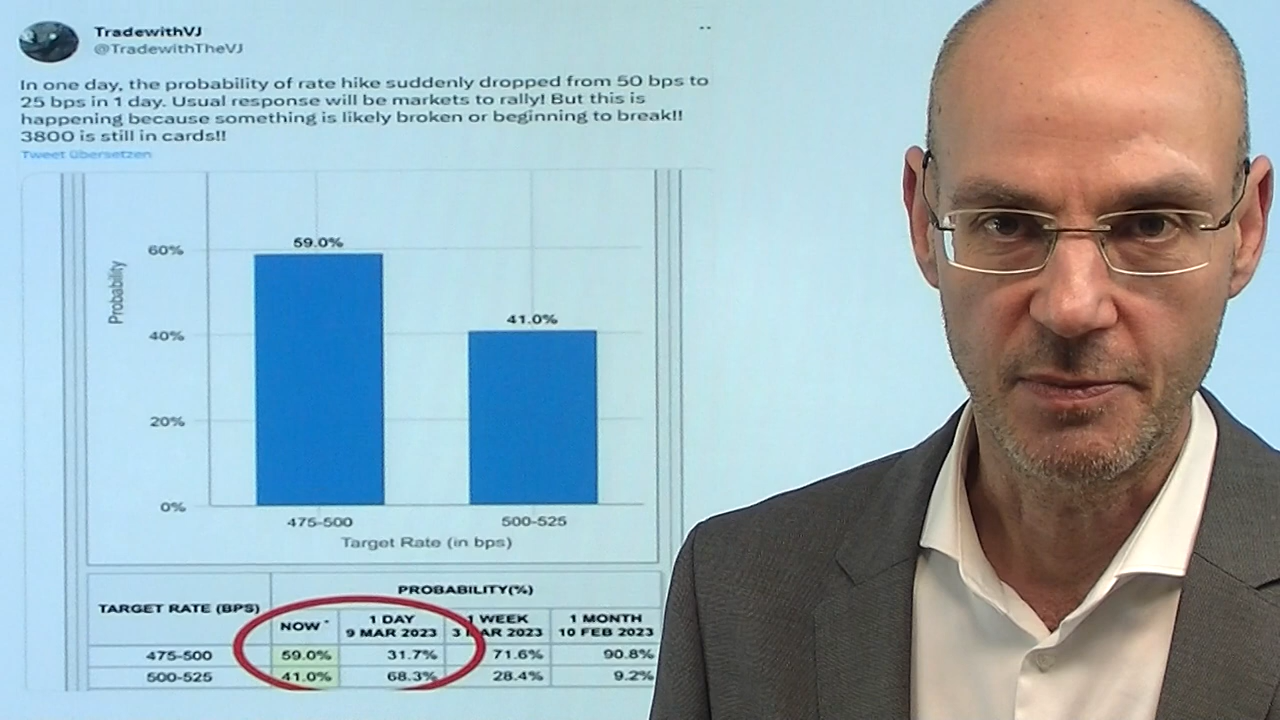 TradewithVJ
@TradewithTheVJ
In one day, the probability of rate hike suddenly dropped from 50 bps to
25 bps in 1 day. Usual response will be markets to rally! But this is
happening because something is likely broken or beginning to break!!
3800 is still in cards!!
Tweet übersetzen
Probability
60%
40%
20%
0%
59.0%
41.0%
475-500
500-525
Target Rate (in bps)
TARGET RATE (BPS)
PROBABILITY(%)
NOW *
1 DAY
9 MAR 2023
1 WEEK
3 MAR 2023
1 MONTH
10 FEB 2023
475-500 59.0% 31.7% 71.6% 90.8%
500-525 41.0% 68.3% 28.4% 9.2%